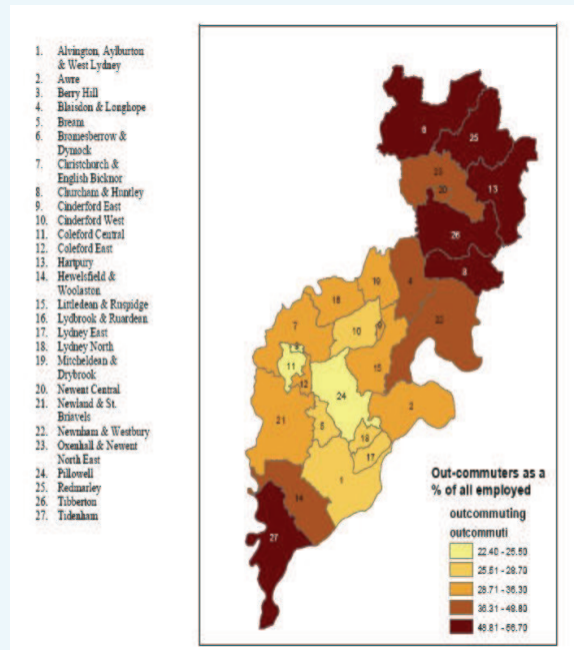 1. Alvington, Aylburton
& West Lydney
2. Awre
3. Berry Hill
4. Blaisdon & Longhope
5. Bream
6. Bromesberrow &
Dymock
7. Christchurch &
English Bicknor
8. Churcham & Huntley
9. Cinderford East
10. Cinderford West
11. Coleford Central
12. Coleford East
13. Hartpury
14. Hewelsfield &
Woolaston
15. Littledean & Ruspidge
16. Lydbrook & Ruardean
17. Lydney East
18. Lydney North
19. Mitcheldean &
Drybrook
20. Newent Central
21. Newland & St.
Briavels
22. Newnham & Westbury
23. Oxenhall & Newent
North East
24. Pillowell
25. Redmarley
26. Tibberton
27. Tidenham
6
25
23
20
13
26
8
4
19
16
22
7
10
9
11
12
15
24
2
21
5
18
17
1
14
27
Out-commuters as a
% of all employed
outcommuting
outcommuti
22.40 - 25.50
25.51 - 28.70
28.71 - 36.30
36.31 - 48.80
48.81 - 66.70